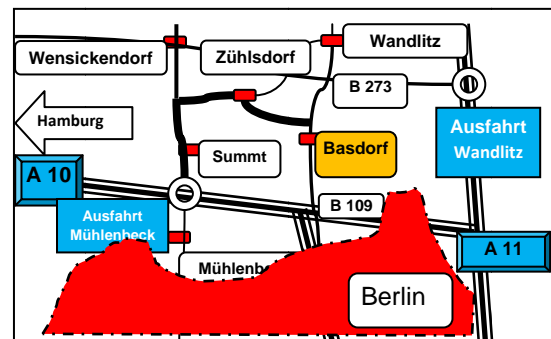 Wensickendorf
Zühlsdorf
Wandlitz
B 273
Hamburg
Ausfahrt
Wandlitz
Summt
Basdorf
A 10
B 109
Ausfahrt
Mühlenbeck
A 11
Berlin